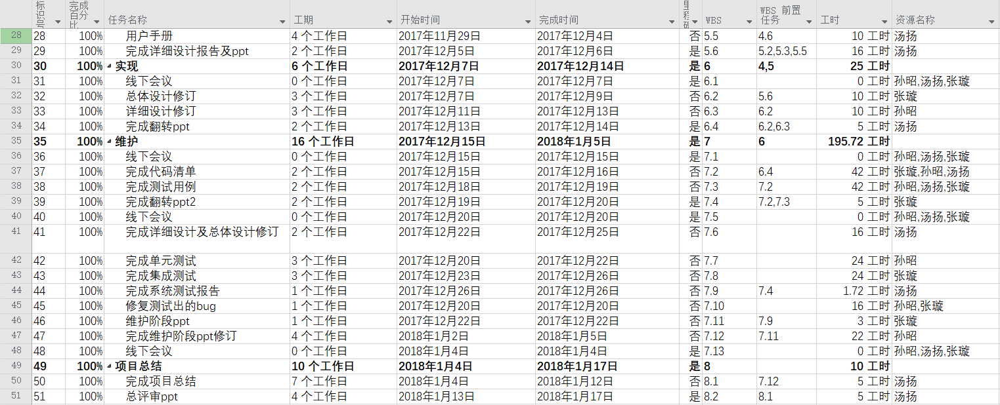 标识号 完成百分比 任务名称 工期 开始时间 完成时间 里程碑 WBS WBS 前置任务 工时 资源名称
28 28 100% 用户手册 4 个工作日 2017年11月29日 2017年12月4日 否 5.5 4.6 10 工时 汤扬
29 29 100% 完成详细设计报告及ppt 2 个工作日 2017年12月5日 2017年12月6日 是 5.6 5.2,5.3,5.5 16 工时 汤扬
30 30 100% 实现 6 个工作日 2017年12月7日 2017年12月14日 是 6 4,5 25 工时
31 31 100% 线下会议 0 个工作日 2017年12月7日 2017年12月7日 是 6.1 0 工时 孙昭,汤扬,张璇
32 32 100% 总体设计修订 3 个工作日 2017年12月7日 2017年12月9日 否 6.2 5.6 10 工时 张璇
33 33 100% 详细设计修订 3 个工作日 2017年12月11日 2017年12月13日 否 6.3 6.2 10 工时 孙昭
34 34 100% 完成翻转ppt 2 个工作日 2017年12月13日 2017年12月14日 是 6.4 6.2,6.3 5 工时 汤扬
35 35 100% 维护 16 个工作日 2017年12月15日 2018年1月5日 是 7 6 195.72 工时
36 36 100% 线下会议 0 个工作日 2017年12月15日 2017年12月15日 是 7.1 0 工时 孙昭,汤扬,张璇
37 37 100% 完成代码清单 2 个工作日 2017年12月15日 2017年12月16日 否 7.2 6.4 42 工时 张璇,孙昭,汤扬
38 38 100% 完成测试用例 2 个工作日 2017年12月18日 2017年12月19日 否 7.3 7.2 42 工时 孙昭,汤扬,张璇
39 39 100% 完成翻转ppt2 2 个工作日 2017年12月19日 2017年12月20日 是 7.4 7.2,7.3 5 工时 张璇
40 40 100% 线下会议 0 个工作日 2017年12月20日 2017年12月20日 是 7.5 0 工时 孙昭,汤扬,张璇
41 41 100% 完成详细设计及总体设计修订 2 个工作日 2017年12月22日 2017年12月25日 否 7.6 16 工时 汤扬
42 42 100% 完成单元测试 3 个工作日 2017年12月20日 2017年12月22日 否 7.7 24 工时 孙昭
43 43 100% 完成集成测试 3 个工作日 2017年12月23日 2017年12月26日 否 7.8 24 工时 张璇
44 44 100% 完成系统测试报告 1 个工作日 2017年12月26日 2017年12月26日 否 7.9 7.4 1.72 工时 汤扬
45 45 100% 修复测试出的bug 1 个工作日 2017年12月20日 2017年12月20日 否 7.10 16 工时 孙昭,张璇
46 46 100% 维护阶段ppt 1 个工作日 2017年12月22日 2017年12月22日 否 7.11 7.9 3 工时 张璇
47 47 100% 完成维护阶段ppt修订 4 个工作日 2018年1月2日 2018年1月5日 否 7.12 7.11 22 工时 孙昭
48 48 100% 线下会议 0 个工作日 2018年1月4日 2018年1月4日 是 7.13 0 工时 孙昭,汤扬,张璇
49 49 100% 项目总结 10 个工作日 2018年1月4日 2018年1月17日 是 8 10 工时
50 50 100% 完成项目总结 7 个工作日 2018年1月4日 2018年1月12日 否 8.1 7.12 5 工时 汤扬
51 51 100% 总评审ppt 4 个工作日 2018年1月13日 2018年1月17日 是 8.2 8.1 5 工时 汤扬